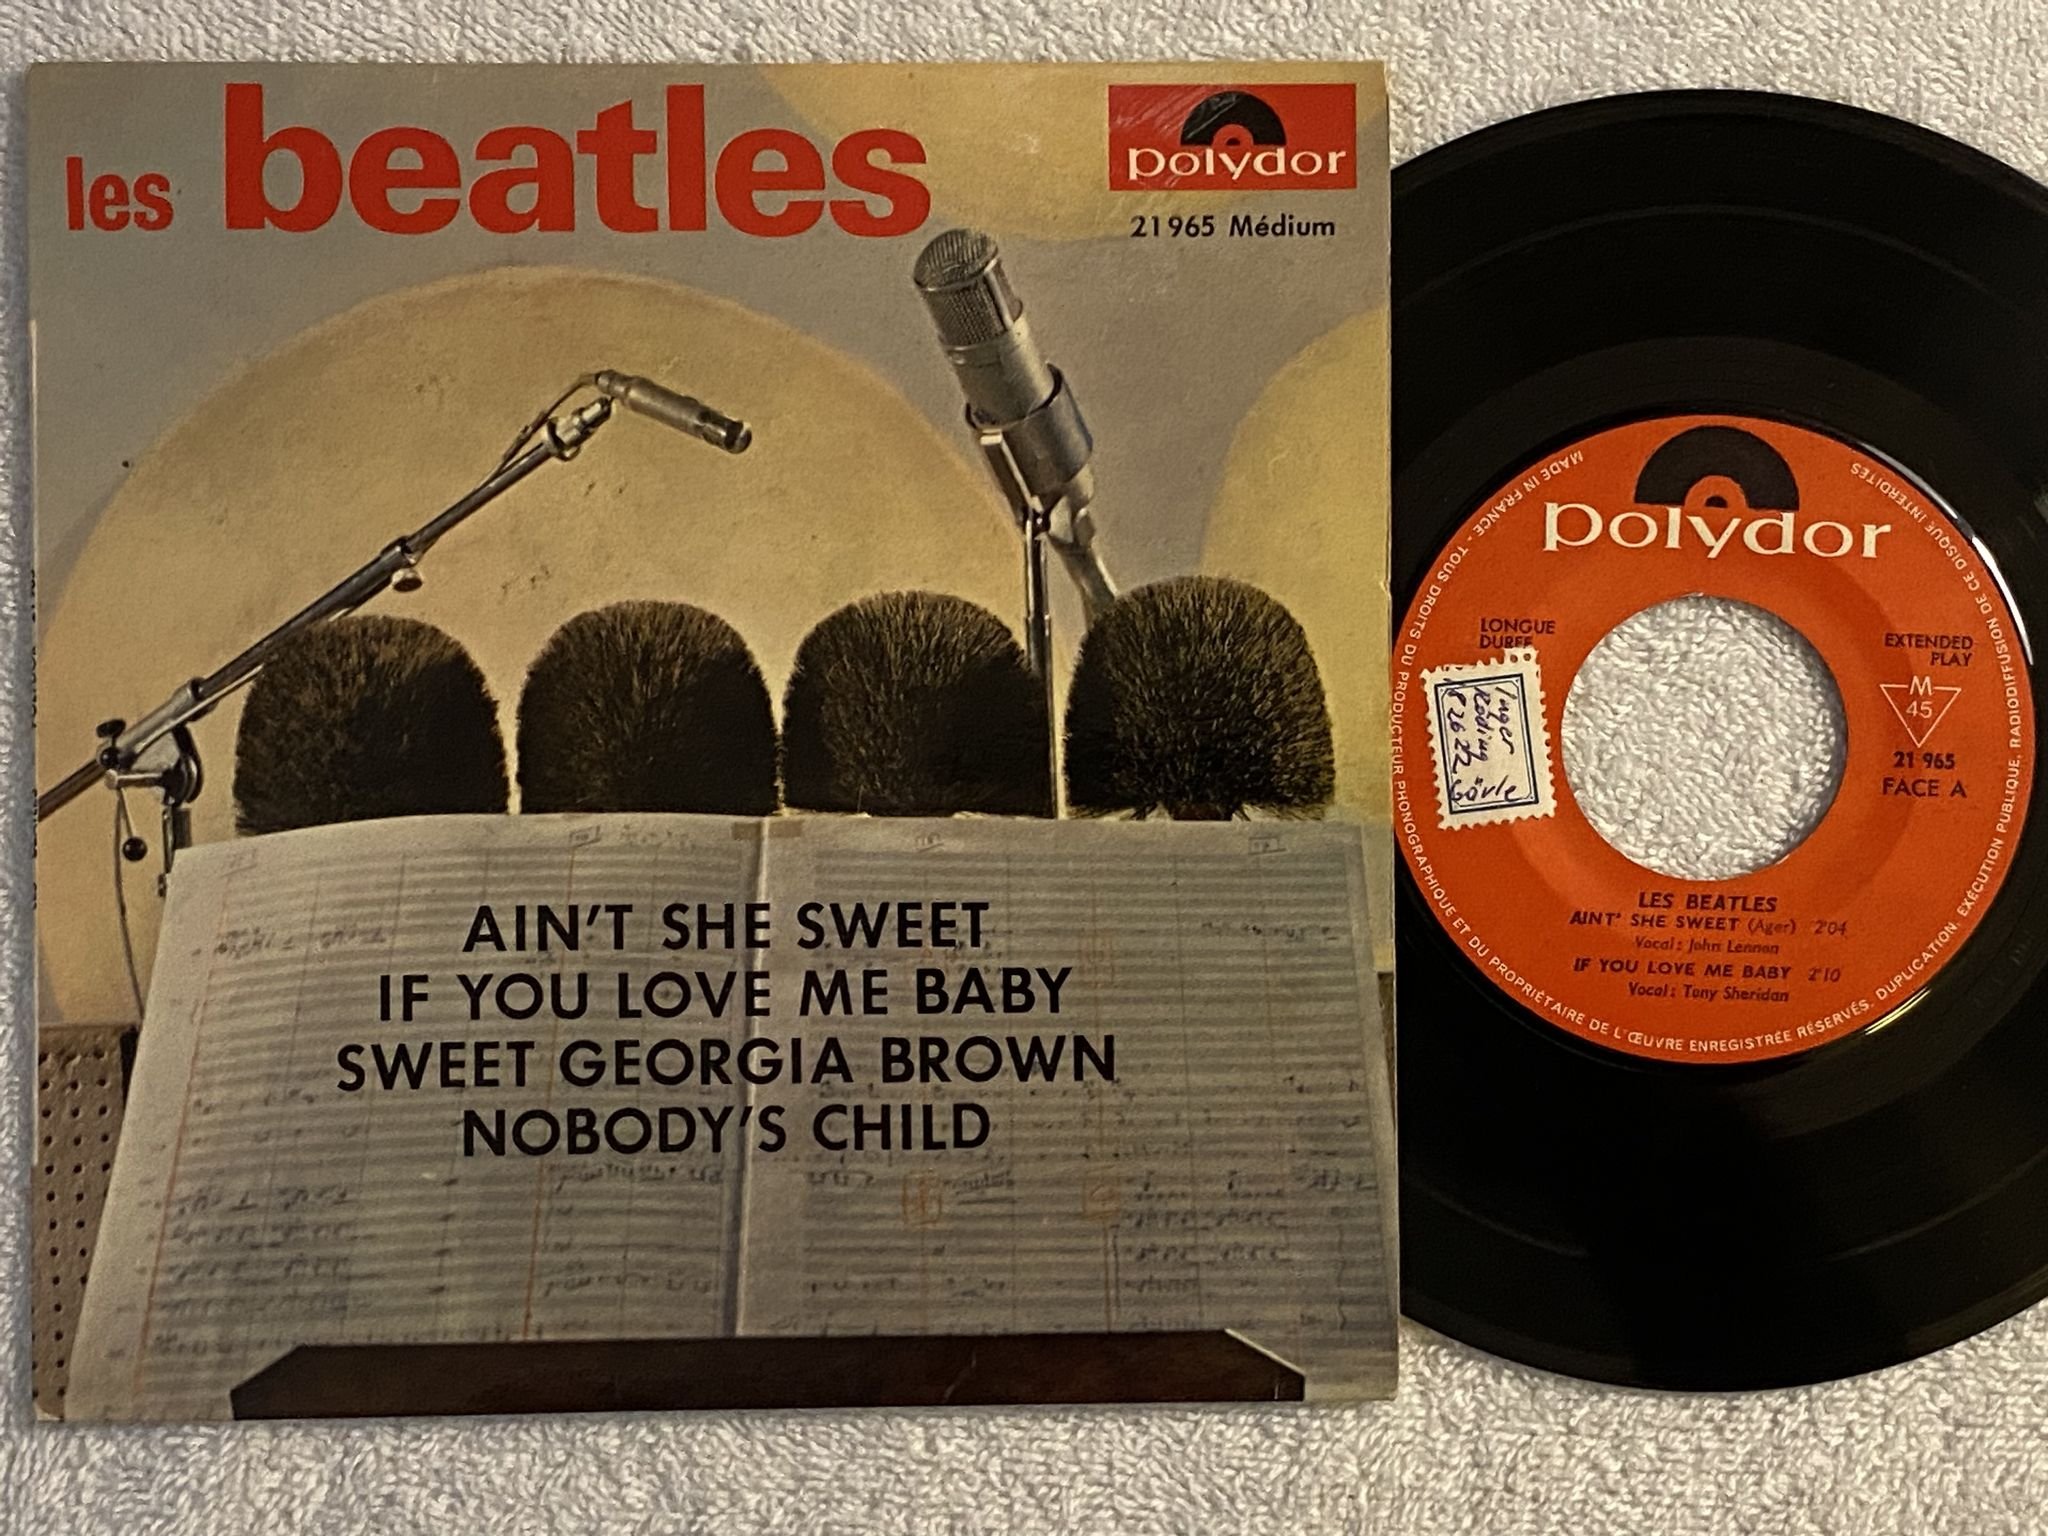 les beatles
polydor
21965 Médium
AIN'T SHE SWEET
IF YOU LOVE ME BABY
SWEET GEORGIA BROWN
NOBODY'S CHILD
MADE IN FRANCE - TOUS DROITS DU PRODUCTEUR PHONOGRAPHIQUE ET DU PROPRIÉTAIRE DE L'ŒUVRE ENREGISTRÉE RÉSERVÉS. DUPLICATION, EXÉCUTION PUBLIQUE, RADIODIFFUSION DE CE DISQUE INTERDITES
polydor
LONGUE
DURÉE
EXTENDED
PLAY
M
45
21 965
FACE A
Inger
82622
LES BEATLES
AINT' SHE SWEET (Ager) 2'04
Vocal: John Lennon
IF YOU LOVE ME BABY 2'10
Vocal: Tony Sheridan